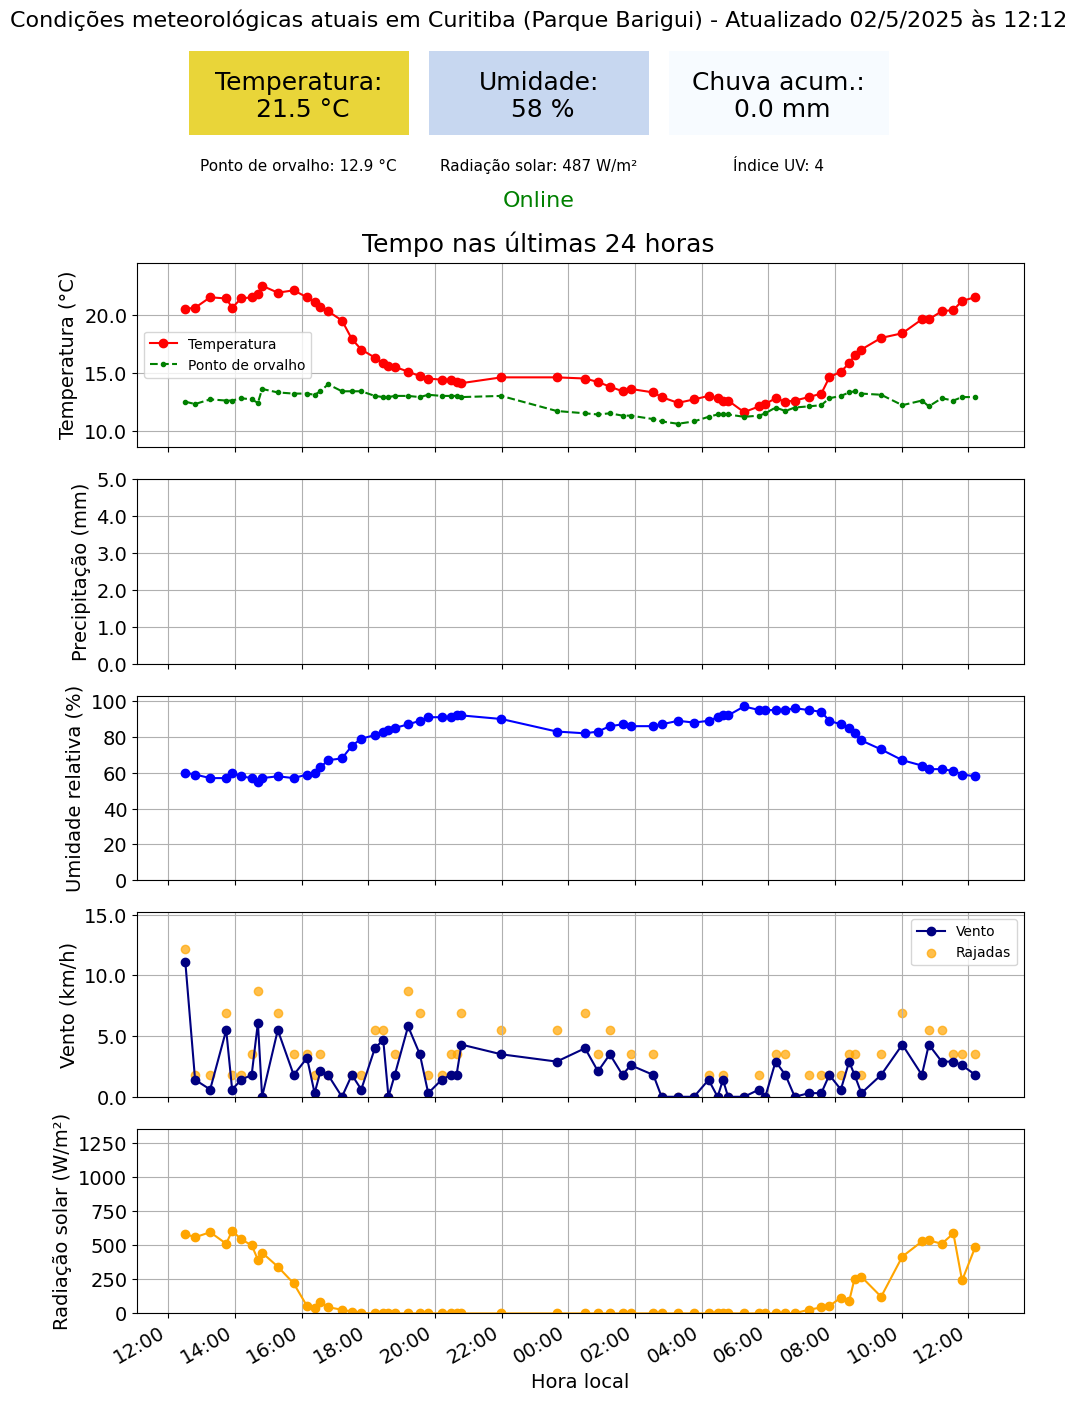 Condições meteorológicas atuais em Curitiba (Parque Barigui) - Atualizado 02/5/2025 às 12:12
Temperatura:
21.5 °C
Umidade:
58 %
Chuva acum.:
0.0 mm
Ponto de orvalho: 12.9 °C
Radiação solar: 487 W/m²
Índice UV: 4
Online
Tempo nas últimas 24 horas
Temperatura (°C)
20.0
15.0
10.0
Temperatura
Ponto de orvalho
Precipitação (mm)
5.0
4.0
3.0
2.0
1.0
0.0
Umidade relativa (%)
100
80
60
40
20
0
Vento (km/h)
15.0
10.0
5.0
0.0
Vento
Rajadas
Radiação solar (W/m²)
1250
1000
750
500
250
0
12:00
14:00
16:00
18:00
20:00
22:00
00:00
02:00
04:00
06:00
08:00
10:00
12:00
Hora local